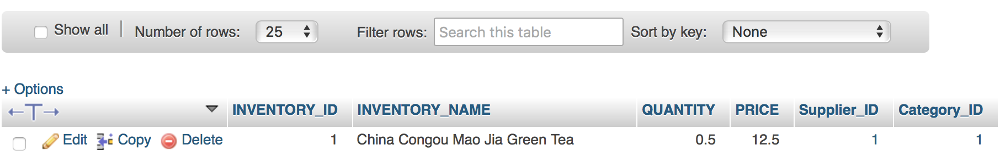 Show all | Number of rows: 25 Filter rows: Search this table Sort by key: None
+ Options
←T→ INVENTORY_ID INVENTORY_NAME QUANTITY PRICE Supplier_ID Category_ID
Edit Copy Delete 1 China Congou Mao Jia Green Tea 0.5 12.5 1 1